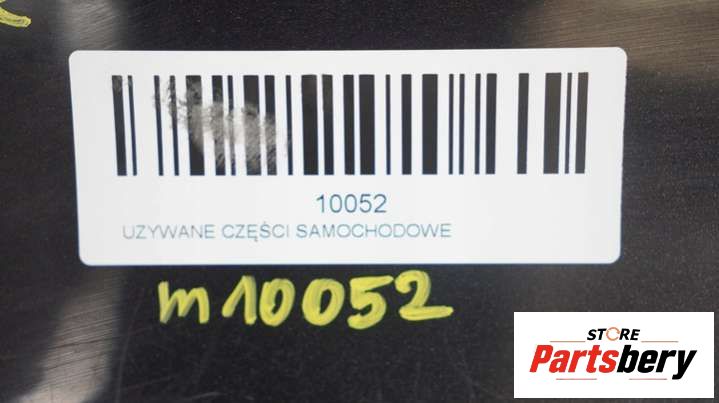 10052
UZYWANE CZĘŚCI SAMOCHODOWE
m10052
STORE
Partsbery